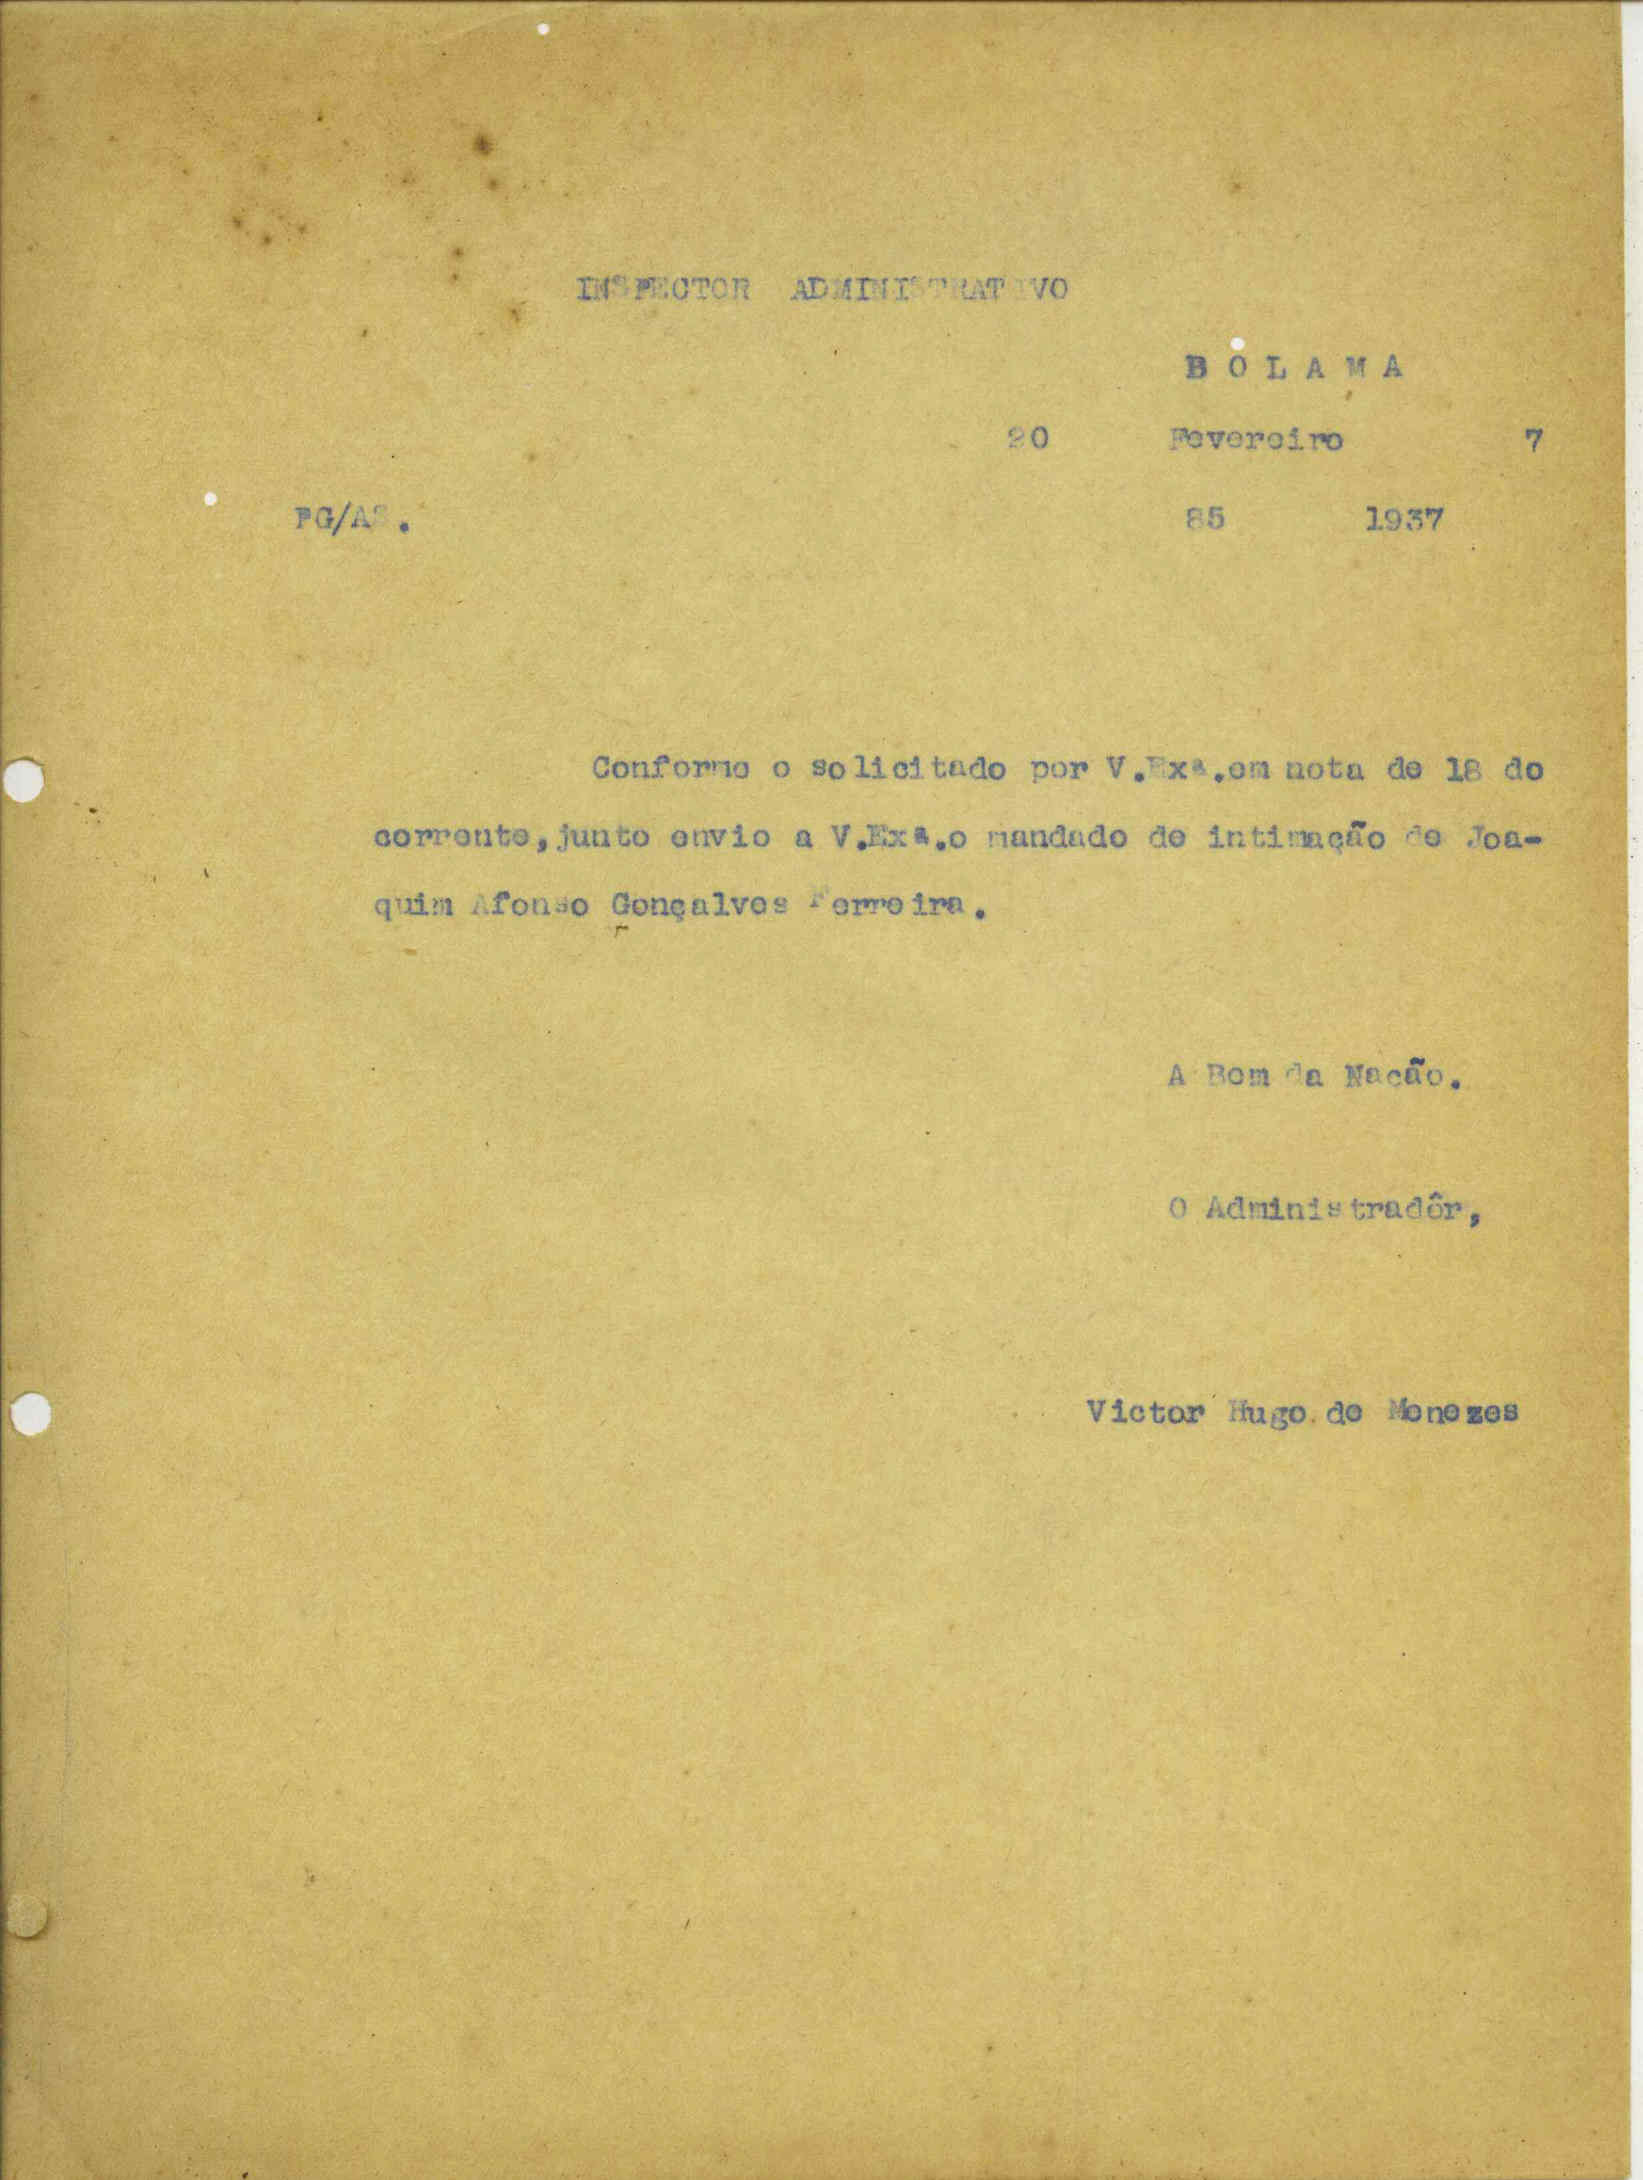 INSPECTOR ADMINISTRATIVO
BOLAMA
20 Fevereiro 7
PG/AS.
85 1937
Conforme o solicitado por V.Exª.em nota de 18 do
corrente,junto envio a V.Exª.o mandado de intimação de Joa-
quim Afonso Gonçalves Ferreira.
A Bem da Nação.
O Administradôr,
Victor Hugo de Menezes